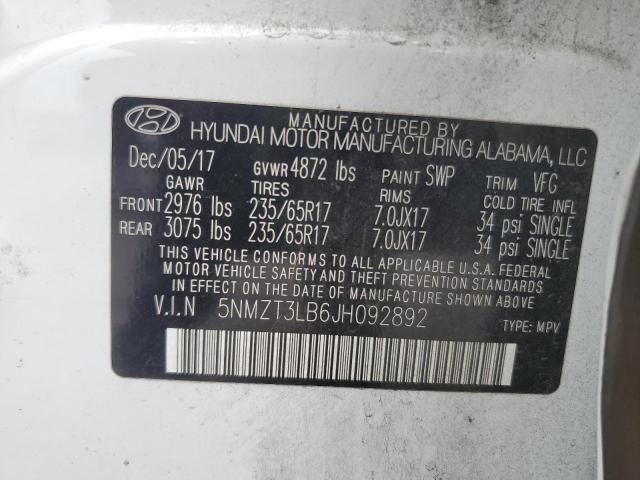 MANUFACTURED BY
HYUNDAI MOTOR MANUFACTURING ALABAMA, LLC
Dec/05/17 GVWR 4872 lbs PAINT SWP TRIM VFG
GAWR TIRES RIMS COLD TIRE INFL
FRONT 2976 lbs 235/65R17 7.0JX17 34 psi SINGLE
REAR 3075 lbs 235/65R17 7.0JX17 34 psi SINGLE
THIS VEHICLE CONFORMS TO ALL APPLICABLE U.S.A. FEDERAL
MOTOR VEHICLE SAFETY AND THEFT PREVENTION STANDARDS
IN EFFECT ON THE DATE OF MANUFACTURE SHOWN ABOVE.
V.I.N 5NMZT3LB6JH092892 TYPE: MPV